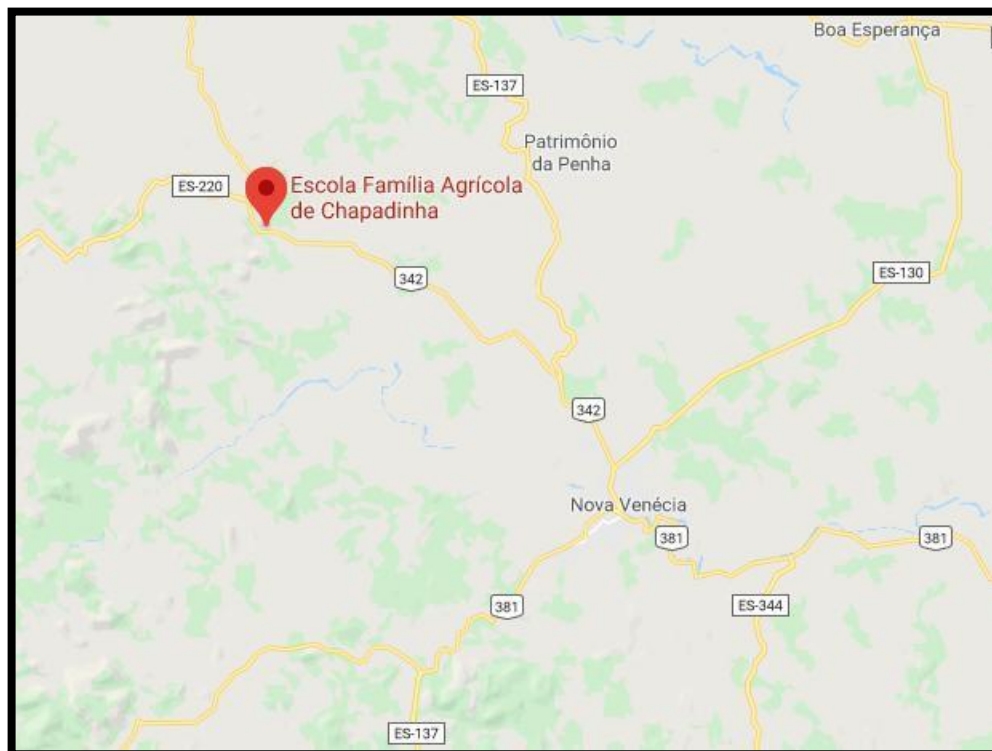 Boa Esperança
ES-137
Patrimônio
da Penha
ES-220
Escola Família Agrícola
de Chapadinha
342
ES-130
342
Nova Venécia
381
381
381
ES-344
ES-137